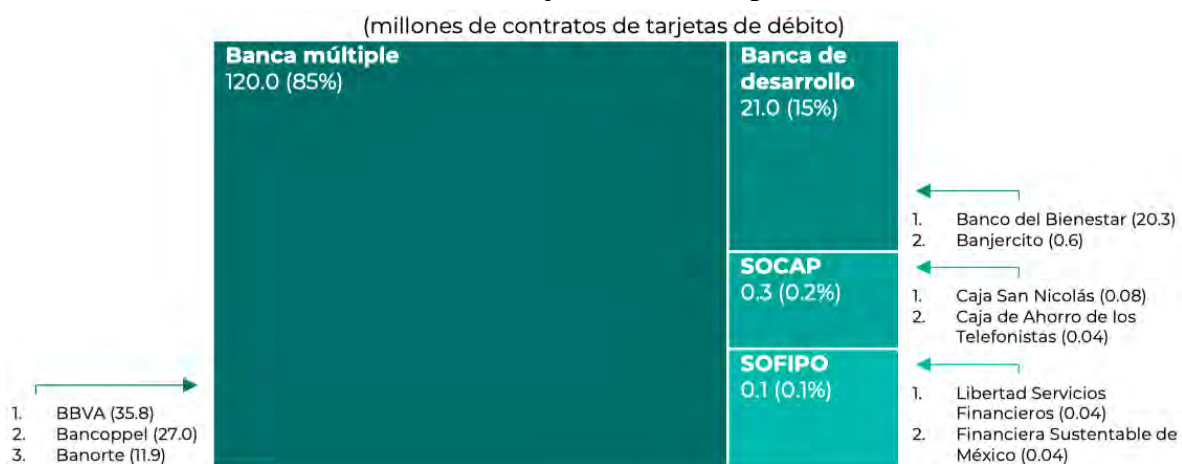 (millones de contratos de tarjetas de débito)
Banca múltiple
120.0 (85%)
Banca de
desarrollo
21.0 (15%)
1. Banco del Bienestar (20.3)
2. Banjercito (0.6)
SOCAP
0.3 (0.2%)
1. Caja San Nicolás (0.08)
2. Caja de Ahorro de los
Telefonistas (0.04)
SOFIPO
0.1 (0.1%)
1. Libertad Servicios
Financieros (0.04)
2. Financiera Sustentable de
México (0.04)
1. BBVA (35.8)
2. Bancoppel (27.0)
3. Banorte (11.9)